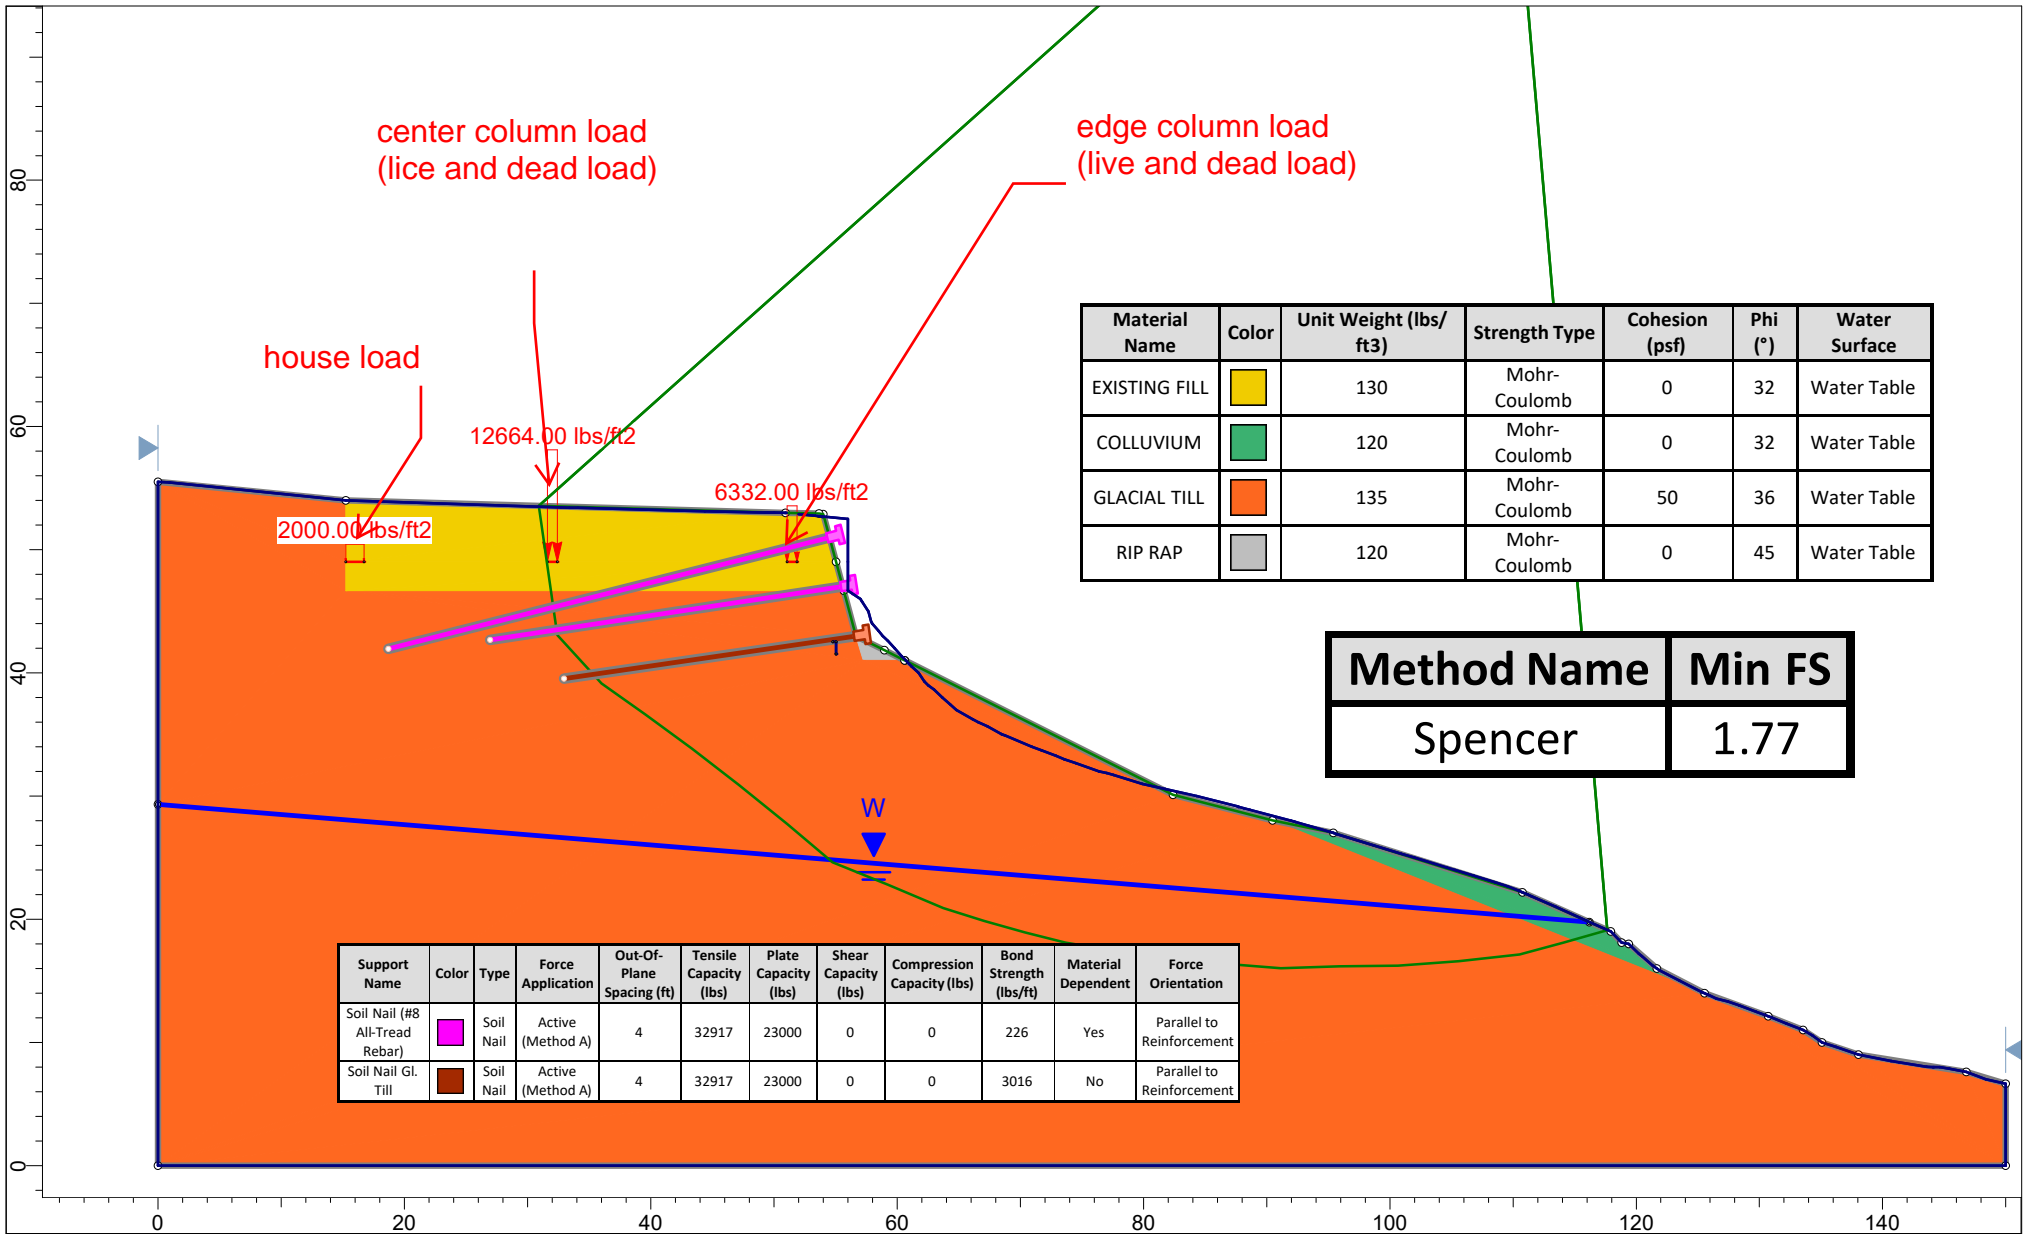 center column load
(lice and dead load)
edge column load
(live and dead load)
house load
12664.00 lbs/ft2
6332.00 lbs/ft2
2000.00 lbs/ft2
Material Name Color Unit Weight (lbs/ft3) Strength Type Cohesion (psf) Phi (°) Water Surface
EXISTING FILL 130 Mohr-Coulomb 0 32 Water Table
COLLUVIUM 120 Mohr-Coulomb 0 32 Water Table
GLACIAL TILL 135 Mohr-Coulomb 50 36 Water Table
RIP RAP 120 Mohr-Coulomb 0 45 Water Table
Method Name Min FS
Spencer 1.77
W
Support Name Color Type Force Application Out-Of-Plane Spacing (ft) Tensile Capacity (lbs) Plate Capacity (lbs) Shear Capacity (lbs) Compression Capacity (lbs) Bond Strength (lbs/ft) Material Dependent Force Orientation
Soil Nail (#8 All-Tread Rebar) Soil Nail Active (Method A) 4 32917 23000 0 0 226 Yes Parallel to Reinforcement
Soil Nail Gl. Till Soil Nail Active (Method A) 4 32917 23000 0 0 3016 No Parallel to Reinforcement
80
60
40
20
0
0 20 40 60 80 100 120 140